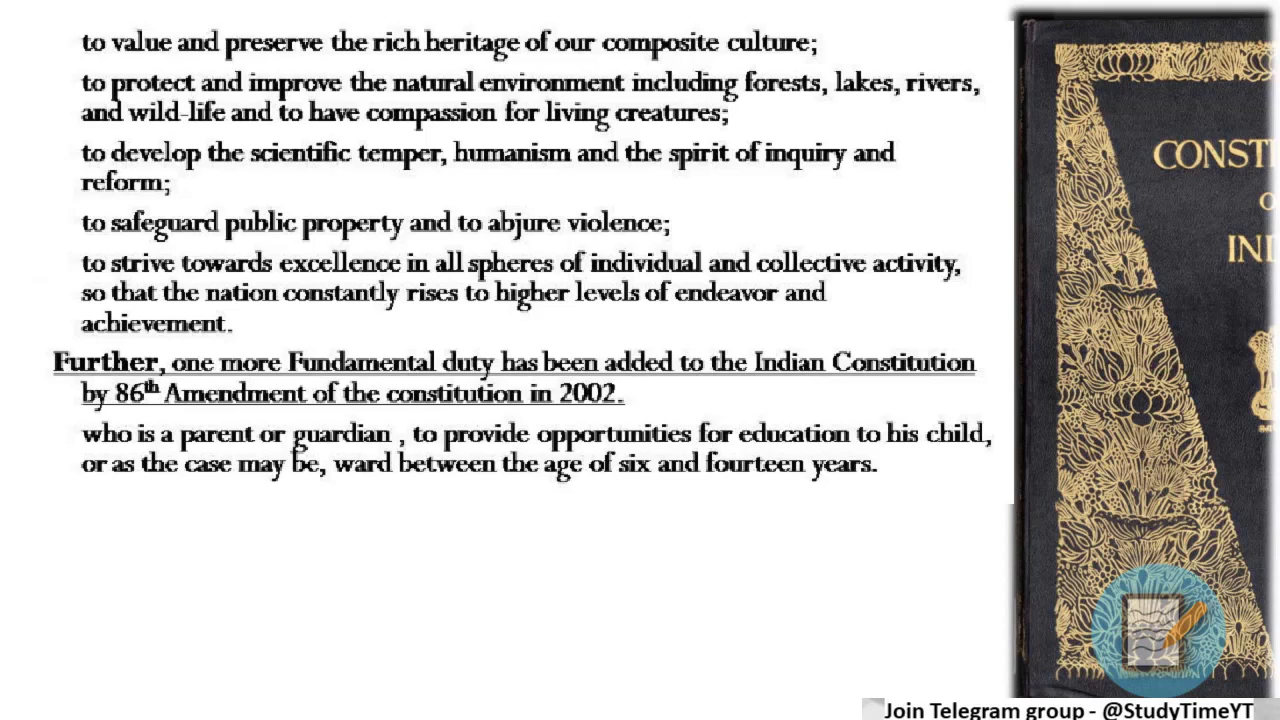 to value and preserve the rich heritage of our composite culture;
to protect and improve the natural environment including forests, lakes, rivers,
and wild-life and to have compassion for living creatures;
to develop the scientific temper, humanism and the spirit of inquiry and
reform;
to safeguard public property and to abjure violence;
to strive towards excellence in all spheres of individual and collective activity,
so that the nation constantly rises to higher levels of endeavor and
achievement.
Further, one more Fundamental duty has been added to the Indian Constitution
by 86th Amendment of the constitution in 2002.
who is a parent or guardian , to provide opportunities for education to his child,
or as the case may be, ward between the age of six and fourteen years.
CONSTI
O
INI
Join Telegram group - @StudyTimeYT